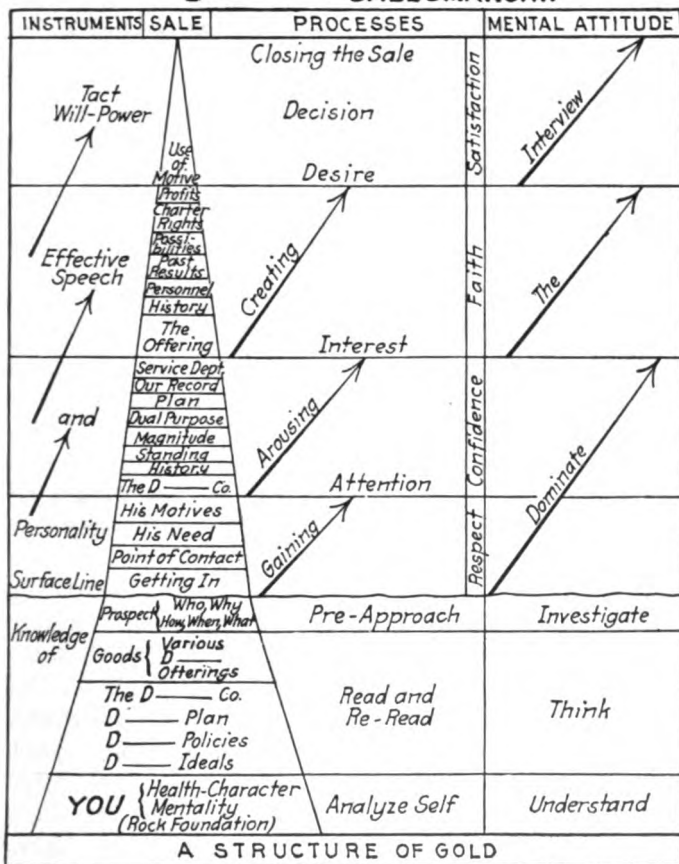 INSTRUMENTS SALE PROCESSES MENTAL ATTITUDE
Tact
Will-Power
Effective
Speech
and
Personality
Surface Line
Knowledge
of
Use
of
Motive
Profits
Charter
Rights
Possi-
bilities
Past
Results
Personnel
History
The
Offering
Service Dept.
Our Record
Plan
Dual Purpose
Magnitude
Standing
History
The D —— Co.
His Motives
His Need
Point of Contact
Getting In
Prospect { Who, Why
How, When, What
Goods { Various
D ——
Offerings
The D —— Co.
D —— Plan
D —— Policies
D —— Ideals
YOU { Health-Character
Mentality
(Rock Foundation)
Closing the Sale
Decision
Desire
Creating
Interest
Arousing
Attention
Gaining
Pre-Approach
Read and
Re-Read
Analyze Self
Satisfaction
Faith
Confidence
Respect
Interview
The
Dominate
Investigate
Think
Understand
A STRUCTURE OF GOLD